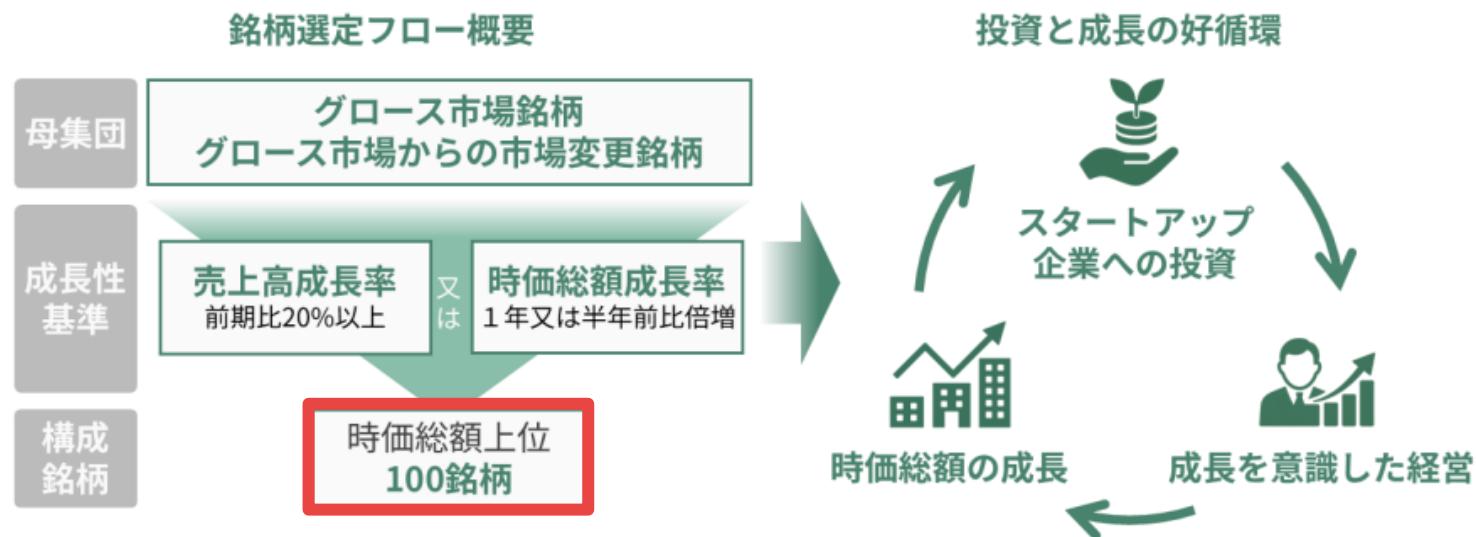 銘柄選定フロー概要
母集団
グロース市場銘柄
グロース市場からの市場変更銘柄
成長性
基準
売上高成長率
前期比20%以上
又
は
時価総額成長率
１年又は半年前比倍増
構成
銘柄
時価総額上位
100銘柄
投資と成長の好循環
スタートアップ
企業への投資
成長を意識した経営
時価総額の成長